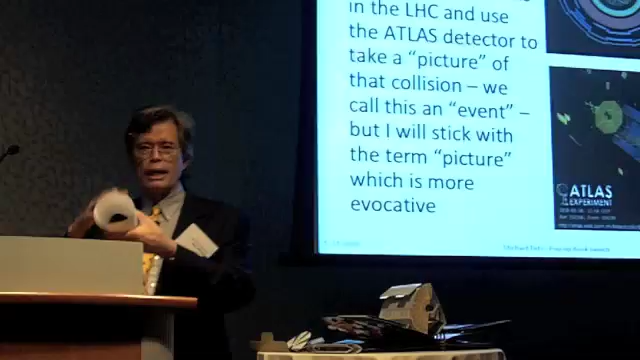 in the LHC and use
the ATLAS detector to
take a “picture” of
that collision – we
call this an “event” –
but I will stick with
the term “picture”
which is more
evocative
ATLAS
EXPERIMENT